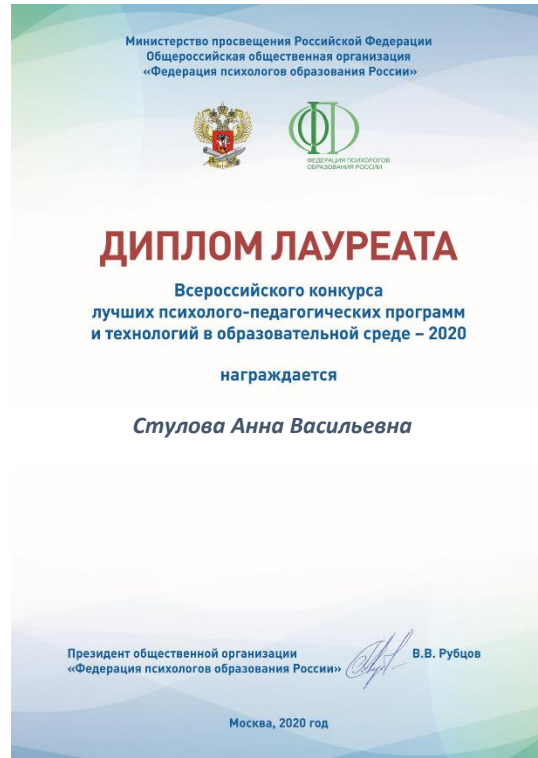 Министерство просвещения Российской Федерации
Общероссийская общественная организация
«Федерация психологов образования России»
ФЕДЕРАЦИЯ ПСИХОЛОГОВ
ОБРАЗОВАНИЯ РОССИИ
ДИПЛОМ ЛАУРЕАТА
Всероссийского конкурса
лучших психолого-педагогических программ
и технологий в образовательной среде – 2020
награждается
Стулова Анна Васильевна
Президент общественной организации
«Федерация психологов образования России»
В.В. Рубцов
Москва, 2020 год